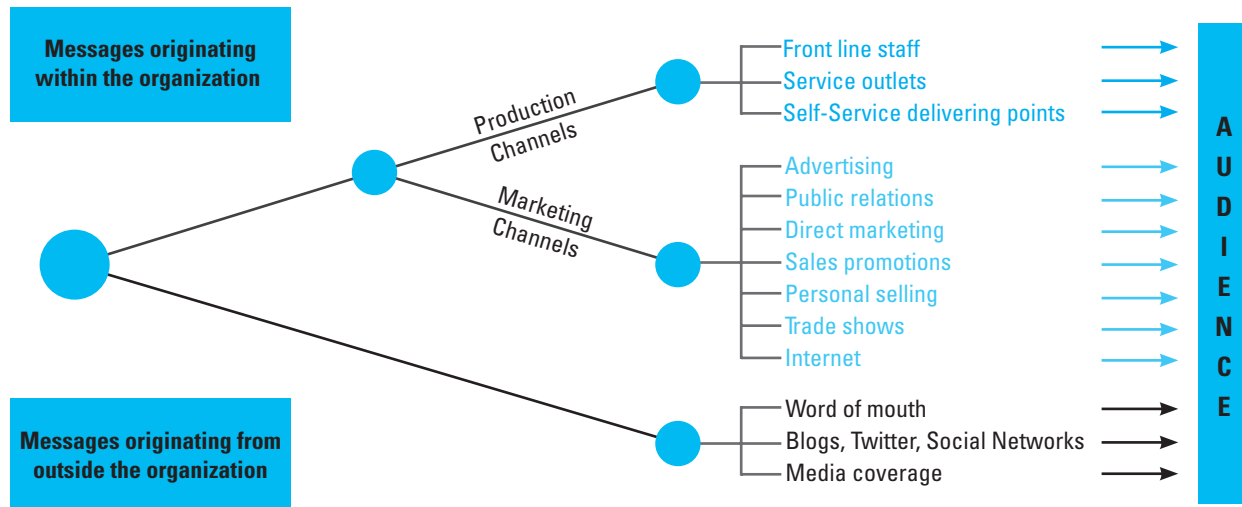 Messages originating
within the organization
Production
Channels
Marketing
Channels
Front line staff
Service outlets
Self-Service delivering points
Advertising
Public relations
Direct marketing
Sales promotions
Personal selling
Trade shows
Internet
Messages originating from
outside the organization
Word of mouth
Blogs, Twitter, Social Networks
Media coverage
A
U
D
I
E
N
C
E